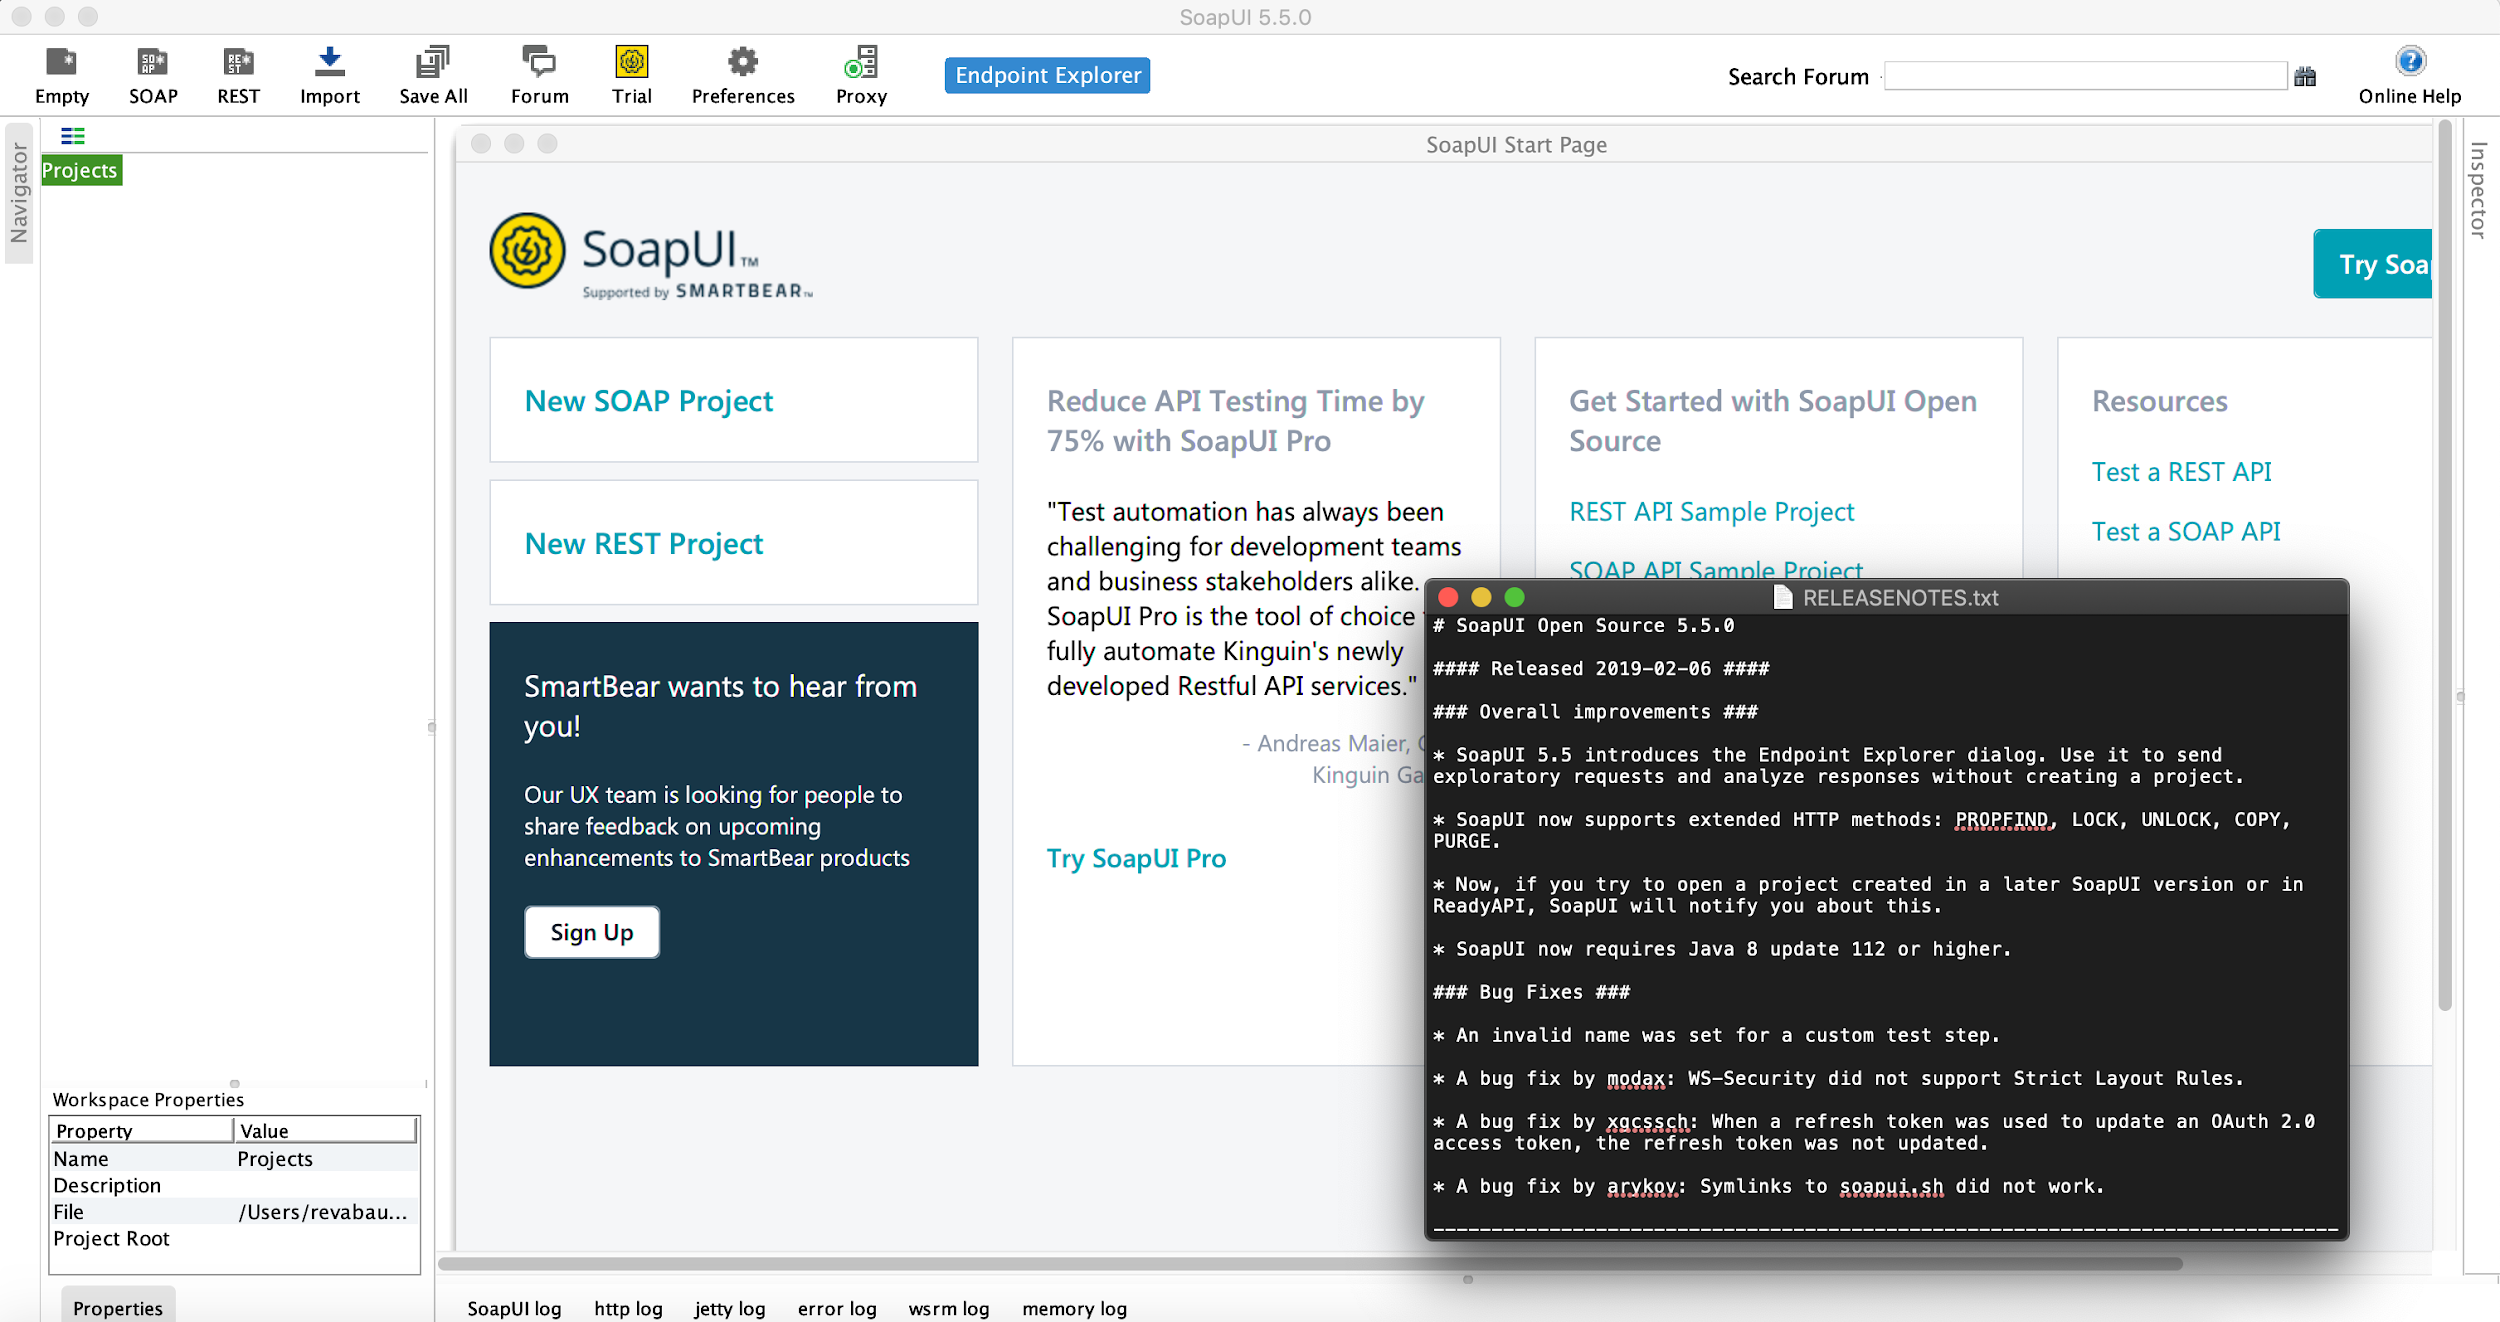 SoapUI 5.5.0
Empty
SOAP
REST
Import
Save All
Forum
Trial
Preferences
Proxy
Endpoint Explorer
Search Forum
Online Help
Navigator
Projects
SoapUI Start Page
Inspector
SoapUI™
Supported by SMARTBEAR™
Try Soap
New SOAP Project
New REST Project
SmartBear wants to hear from
you!
Our UX team is looking for people to
share feedback on upcoming
enhancements to SmartBear products
Sign Up
Reduce API Testing Time by
75% with SoapUI Pro
"Test automation has always been
challenging for development teams
and business stakeholders alike.
SoapUI Pro is the tool of choice
fully automate Kinguin's newly
developed Restful API services."
- Andreas Maier,
Kinguin
Try SoapUI Pro
Get Started with SoapUI Open
Source
REST API Sample Project
SOAP API Sample Project
Resources
Test a REST API
Test a SOAP API
RELEASENOTES.txt
# SoapUI Open Source 5.5.0
#### Released 2019-02-06 ####
### Overall improvements ###
* SoapUI 5.5 introduces the Endpoint Explorer dialog. Use it to send
exploratory requests and analyze responses without creating a project.
* SoapUI now supports extended HTTP methods: PROPFIND, LOCK, UNLOCK, COPY,
PURGE.
* Now, if you try to open a project created in a later SoapUI version or in
ReadyAPI, SoapUI will notify you about this.
* SoapUI now requires Java 8 update 112 or higher.
### Bug Fixes ###
* An invalid name was set for a custom test step.
* A bug fix by modax: WS-Security did not support Strict Layout Rules.
* A bug fix by xgcssch: When a refresh token was used to update an OAuth 2.0
access token, the refresh token was not updated.
* A bug fix by arykov: Symlinks to soapui.sh did not work.
------------------------------------------------------------------------------
Workspace Properties
Property Value
Name Projects
Description
File /Users/revabau...
Project Root
Properties
SoapUI log
http log
jetty log
error log
wsrm log
memory log